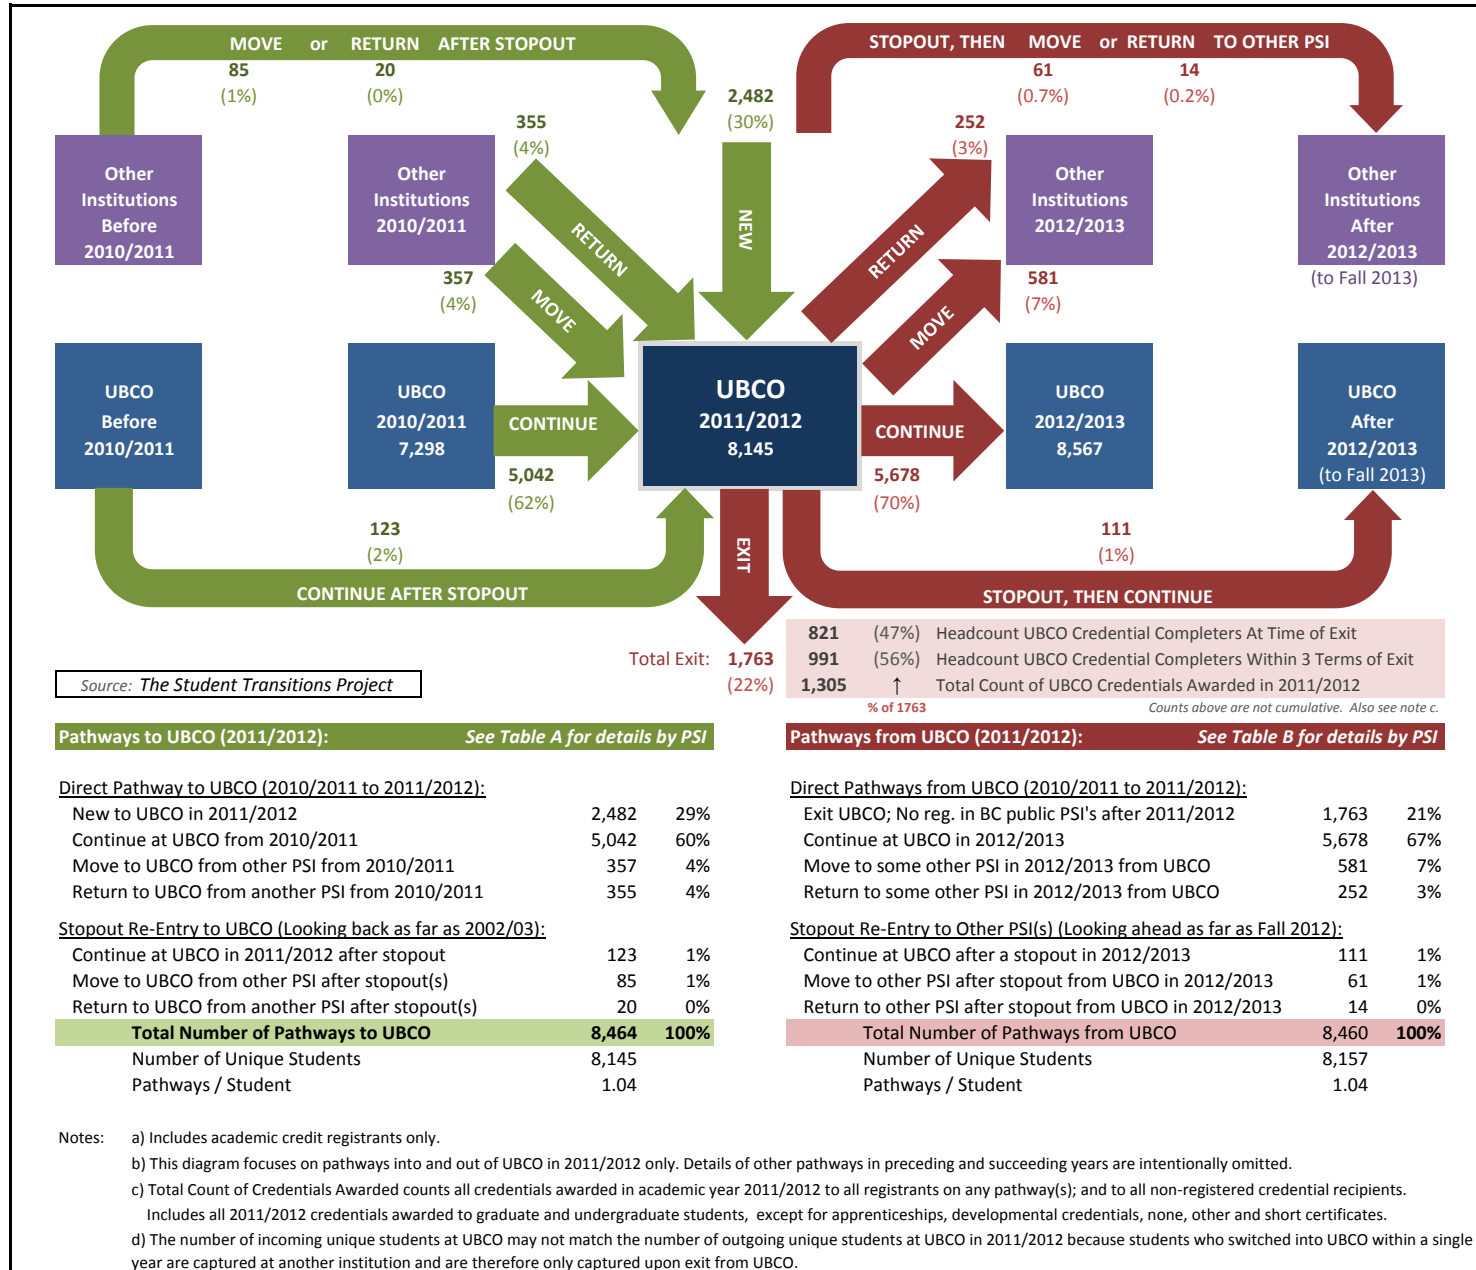 MOVE or RETURN AFTER STOPOUT
85 20
(1%) (0%)
STOPOUT, THEN MOVE or RETURN TO OTHER PSI
61 14
(0.7%) (0.2%)
2,482
(30%)
355
(4%)
252
(3%)
Other
Institutions
Before
2010/2011
Other
Institutions
2010/2011
RETURN
NEW
RETURN
Other
Institutions
2012/2013
Other
Institutions
After
2012/2013
(to Fall 2013)
357
(4%)
MOVE
MOVE
581
(7%)
UBCO
Before
2010/2011
UBCO
2010/2011
7,298
CONTINUE
5,042
(62%)
UBCO
2011/2012
8,145
CONTINUE
5,678
(70%)
UBCO
2012/2013
8,567
UBCO
After
2012/2013
(to Fall 2013)
123
(2%)
CONTINUE AFTER STOPOUT
EXIT
111
(1%)
STOPOUT, THEN CONTINUE
Total Exit: 1,763
(22%)
821 (47%) Headcount UBCO Credential Completers At Time of Exit
991 (56%) Headcount UBCO Credential Completers Within 3 Terms of Exit
1,305 ↑ Total Count of UBCO Credentials Awarded in 2011/2012
% of 1763 Counts above are not cumulative. Also see note c.
Source: The Student Transitions Project
Pathways to UBCO (2011/2012): See Table A for details by PSI
Direct Pathway to UBCO (2010/2011 to 2011/2012):
New to UBCO in 2011/2012 2,482 29%
Continue at UBCO from 2010/2011 5,042 60%
Move to UBCO from other PSI from 2010/2011 357 4%
Return to UBCO from another PSI from 2010/2011 355 4%
Stopout Re-Entry to UBCO (Looking back as far as 2002/03):
Continue at UBCO in 2011/2012 after stopout 123 1%
Move to UBCO from other PSI after stopout(s) 85 1%
Return to UBCO from another PSI after stopout(s) 20 0%
Total Number of Pathways to UBCO 8,464 100%
Number of Unique Students 8,145
Pathways / Student 1.04
Pathways from UBCO (2011/2012): See Table B for details by PSI
Direct Pathways from UBCO (2010/2011 to 2011/2012):
Exit UBCO; No reg. in BC public PSI's after 2011/2012 1,763 21%
Continue at UBCO in 2012/2013 5,678 67%
Move to some other PSI in 2012/2013 from UBCO 581 7%
Return to some other PSI in 2012/2013 from UBCO 252 3%
Stopout Re-Entry to Other PSI(s) (Looking ahead as far as Fall 2012):
Continue at UBCO after a stopout in 2012/2013 111 1%
Move to other PSI after stopout from UBCO in 2012/2013 61 1%
Return to other PSI after stopout from UBCO in 2012/2013 14 0%
Total Number of Pathways from UBCO 8,460 100%
Number of Unique Students 8,157
Pathways / Student 1.04
Notes: a) Includes academic credit registrants only.
b) This diagram focuses on pathways into and out of UBCO in 2011/2012 only. Details of other pathways in preceding and succeeding years are intentionally omitted.
c) Total Count of Credentials Awarded counts all credentials awarded in academic year 2011/2012 to all registrants on any pathway(s); and to all non-registered credential recipients.
Includes all 2011/2012 credentials awarded to graduate and undergraduate students, except for apprenticeships, developmental credentials, none, other and short certificates.
d) The number of incoming unique students at UBCO may not match the number of outgoing unique students at UBCO in 2011/2012 because students who switched into UBCO within a single
year are captured at another institution and are therefore only captured upon exit from UBCO.